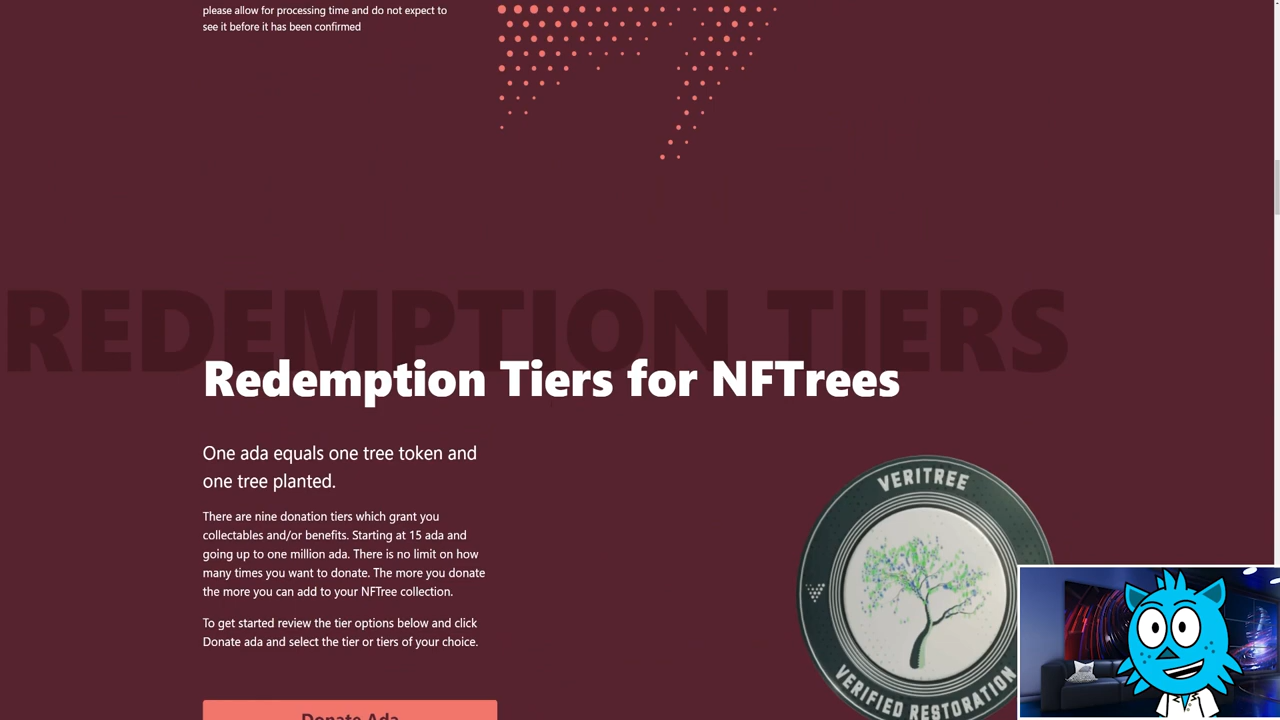 please allow for processing time and do not expect to
see it before it has been confirmed
REDEMPTION TIERS
Redemption Tiers for NFTrees
One ada equals one tree token and
one tree planted.
There are nine donation tiers which grant you
collectables and/or benefits. Starting at 15 ada and
going up to one million ada. There is no limit on how
many times you want to donate. The more you donate
the more you can add to your NFTree collection.
To get started review the tier options below and click
Donate ada and select the tier or tiers of your choice.
Donate Ada
VERITREE
VERIFIED RESTORATION